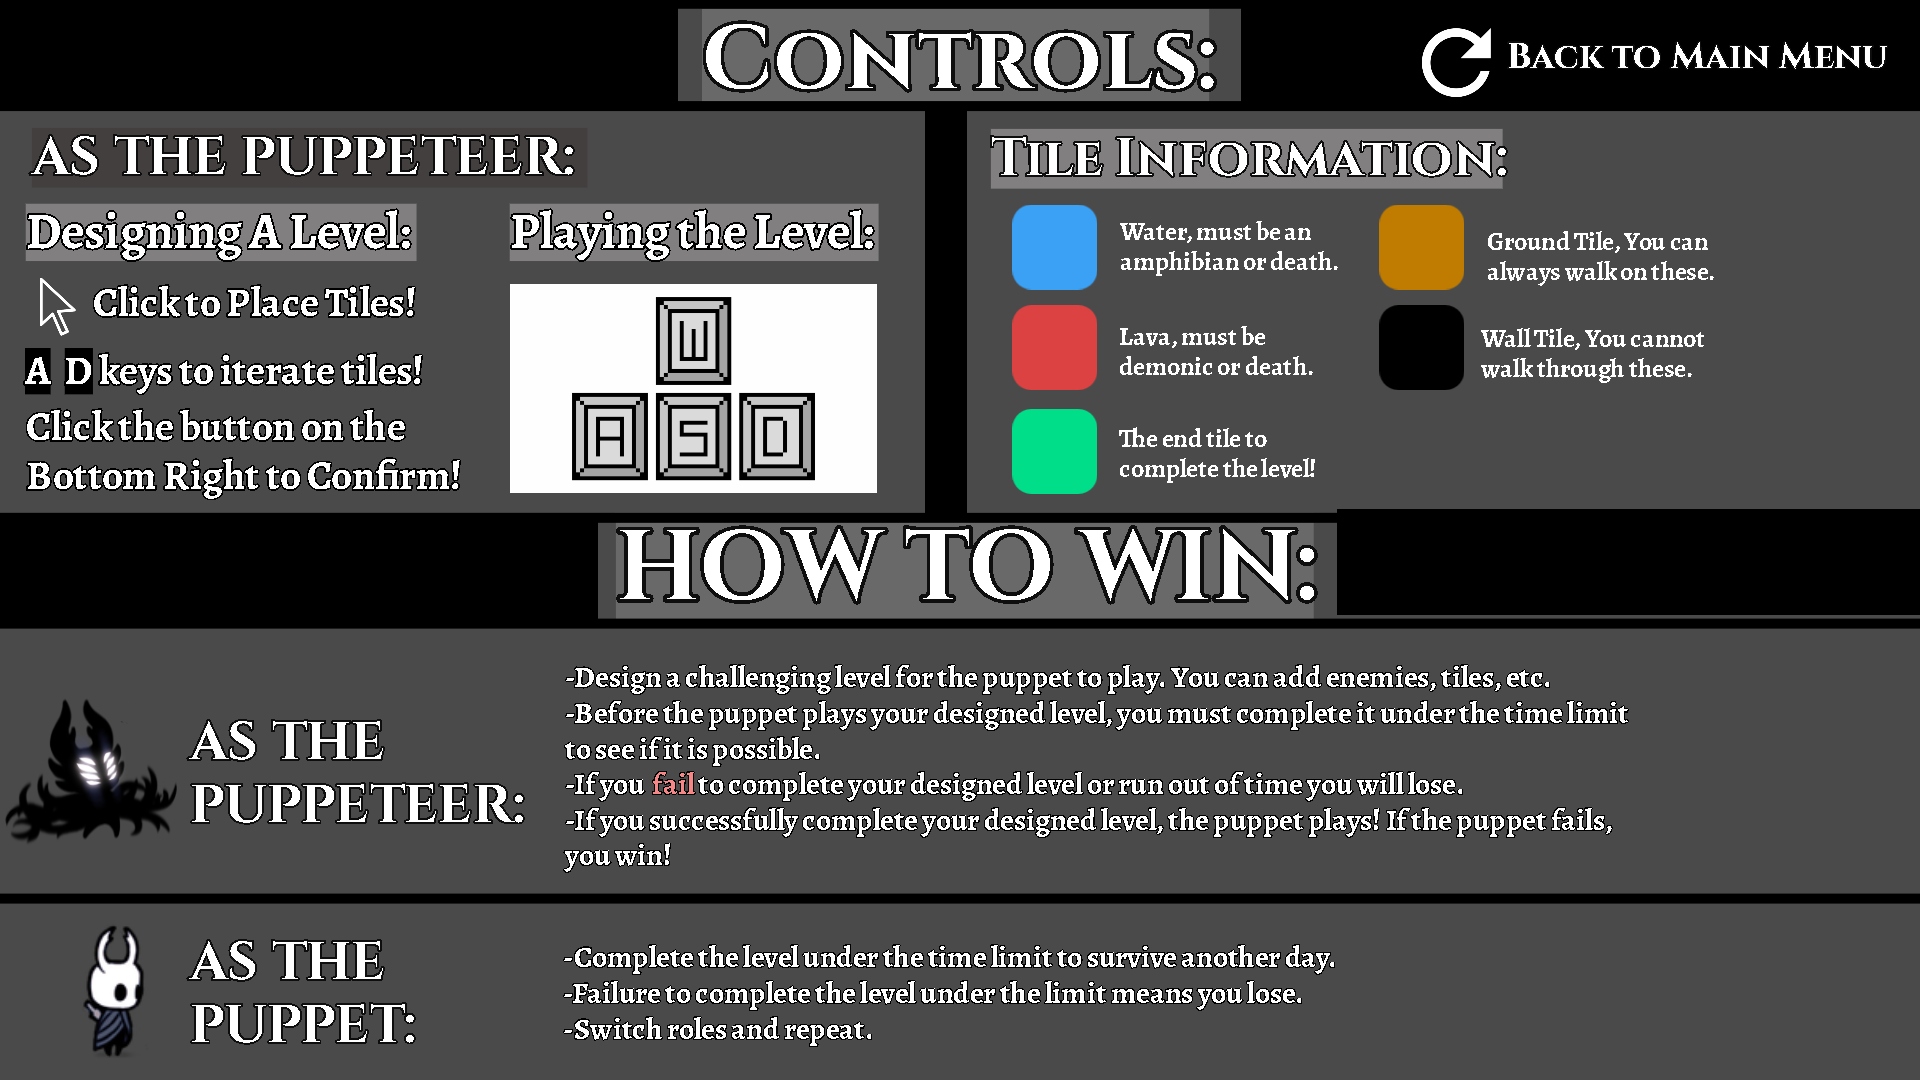 CONTROLS:
BACK TO MAIN MENU
AS THE PUPPETEER:
Designing A Level:
Click to Place Tiles!
A D keys to iterate tiles!
Click the button on the
Bottom Right to Confirm!
Playing the Level:
W
A S D
TILE INFORMATION:
Water, must be an
amphibian or death.
Lava, must be
demonic or death.
The end tile to
complete the level!
Ground Tile, You can
always walk on these.
Wall Tile, You cannot
walk through these.
HOW TO WIN:
AS THE
PUPPETEER:
-Design a challenging level for the puppet to play. You can add enemies, tiles, etc.
-Before the puppet plays your designed level, you must complete it under the time limit
to see if it is possible.
-If you fail to complete your designed level or run out of time you will lose.
-If you successfully complete your designed level, the puppet plays! If the puppet fails,
you win!
AS THE
PUPPET:
-Complete the level under the time limit to survive another day.
-Failure to complete the level under the limit means you lose.
-Switch roles and repeat.